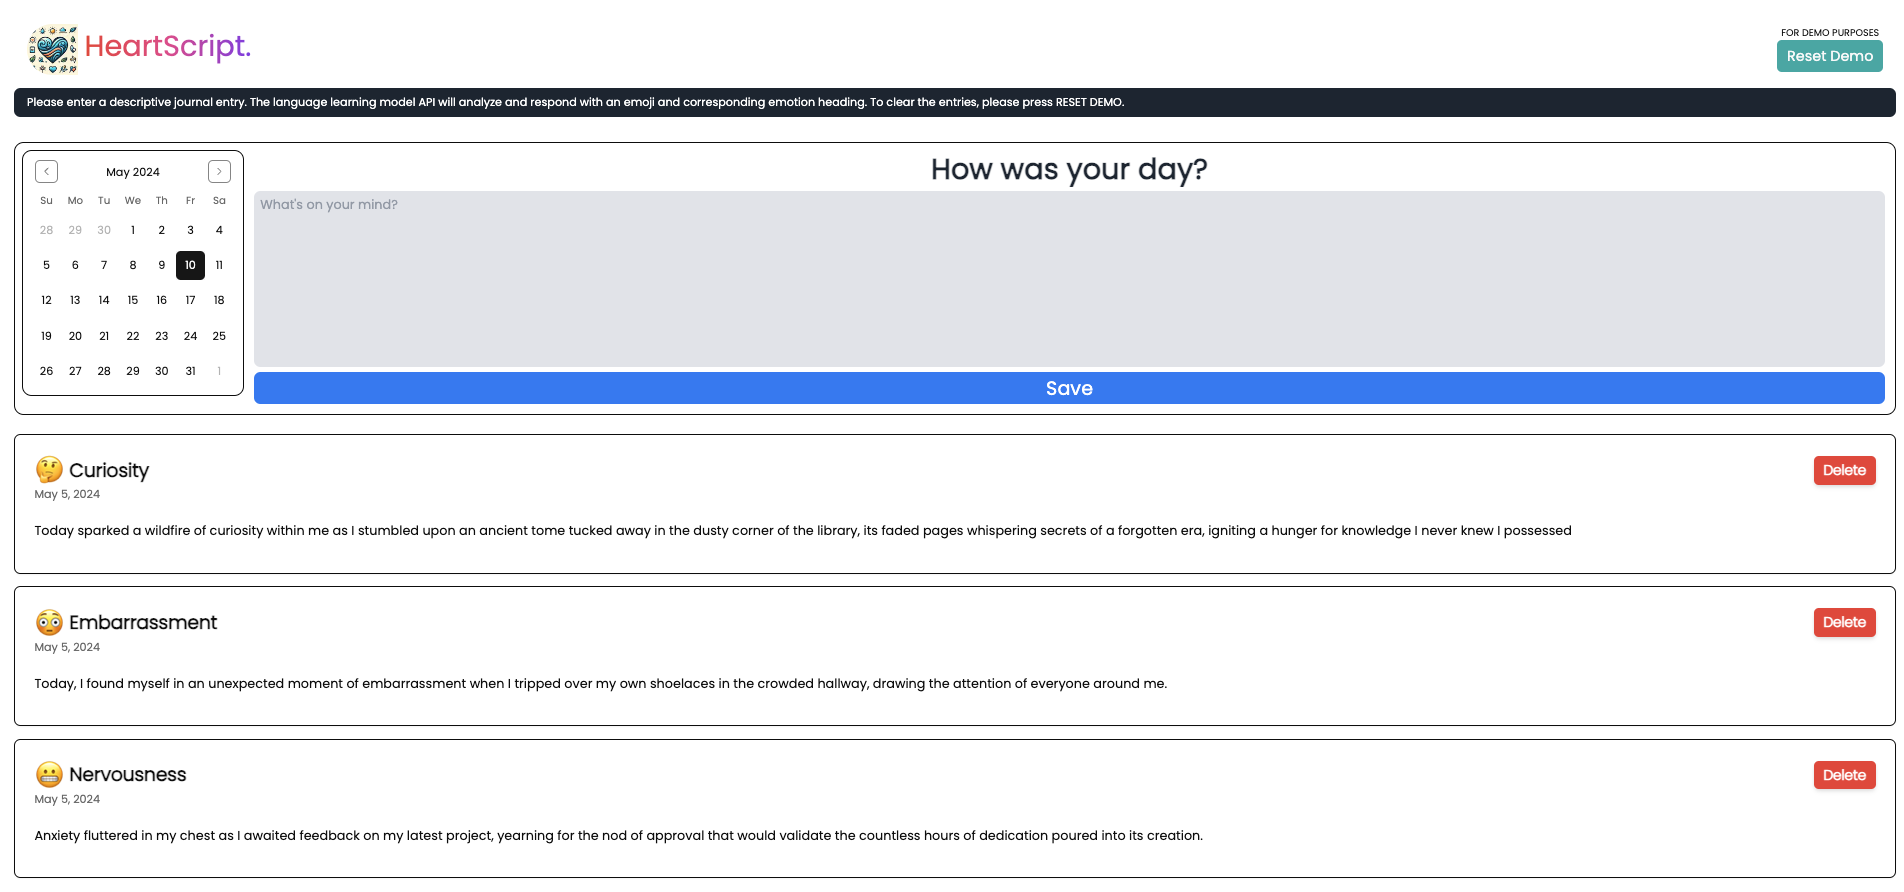 HeartScript.
FOR DEMO PURPOSES
Reset Demo
Please enter a descriptive journal entry. The language learning model API will analyze and respond with an emoji and corresponding emotion heading. To clear the entries, please press RESET DEMO.
May 2024
Su Mo Tu We Th Fr Sa
28 29 30 1 2 3 4
5 6 7 8 9 10 11
12 13 14 15 16 17 18
19 20 21 22 23 24 25
26 27 28 29 30 31 1
How was your day?
What's on your mind?
Save
Curiosity
Delete
May 5, 2024
Today sparked a wildfire of curiosity within me as I stumbled upon an ancient tome tucked away in the dusty corner of the library, its faded pages whispering secrets of a forgotten era, igniting a hunger for knowledge I never knew I possessed
Embarrassment
Delete
May 5, 2024
Today, I found myself in an unexpected moment of embarrassment when I tripped over my own shoelaces in the crowded hallway, drawing the attention of everyone around me.
Nervousness
Delete
May 5, 2024
Anxiety fluttered in my chest as I awaited feedback on my latest project, yearning for the nod of approval that would validate the countless hours of dedication poured into its creation.